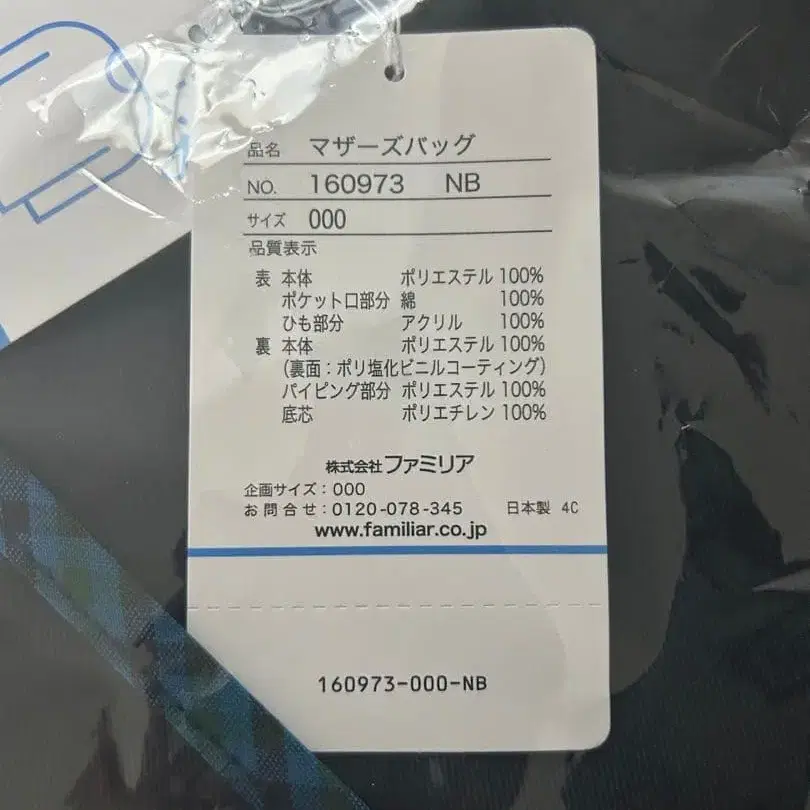 品名 マザーズバッグ
NO. 160973 NB
サイズ 000
品質表示
表 本体 ポリエステル 100%
ポケット口部分 綿 100%
ひも部分 アクリル 100%
裏 本体 ポリエステル 100%
(裏面:ポリ塩化ビニルコーティング)
パイピング部分 ポリエステル 100%
底芯 ポリエチレン 100%
株式会社ファミリア
企画サイズ:000
お問合せ:0120-078-345 日本製 4C
www.familiar.co.jp
160973-000-NB